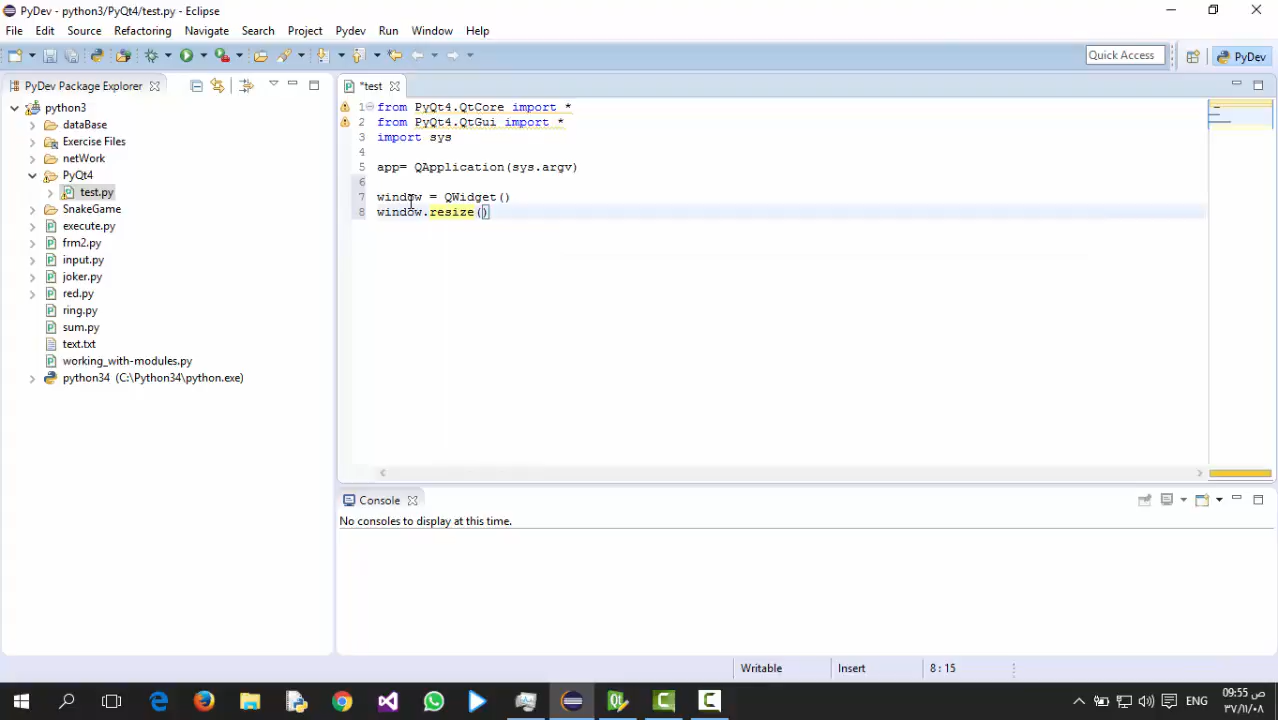 PyDev - python3/PyQt4/test.py - Eclipse
File Edit Source Refactoring Navigate Search Project Pydev Run Window Help
Quick Access
PyDev
PyDev Package Explorer
*test
python3
dataBase
Exercise Files
netWork
PyQt4
test.py
SnakeGame
execute.py
frm2.py
input.py
joker.py
red.py
ring.py
sum.py
text.txt
working_with-modules.py
python34 (C:\Python34\python.exe)
1 from PyQt4.QtCore import *
2 from PyQt4.QtGui import *
3 import sys
4
5 app= QApplication(sys.argv)
6
7 window = QWidget()
8 window.resize()
Console
No consoles to display at this time.
Writable Insert 8 : 15
ENG
09:55 ص
٣٧/١/٠٨